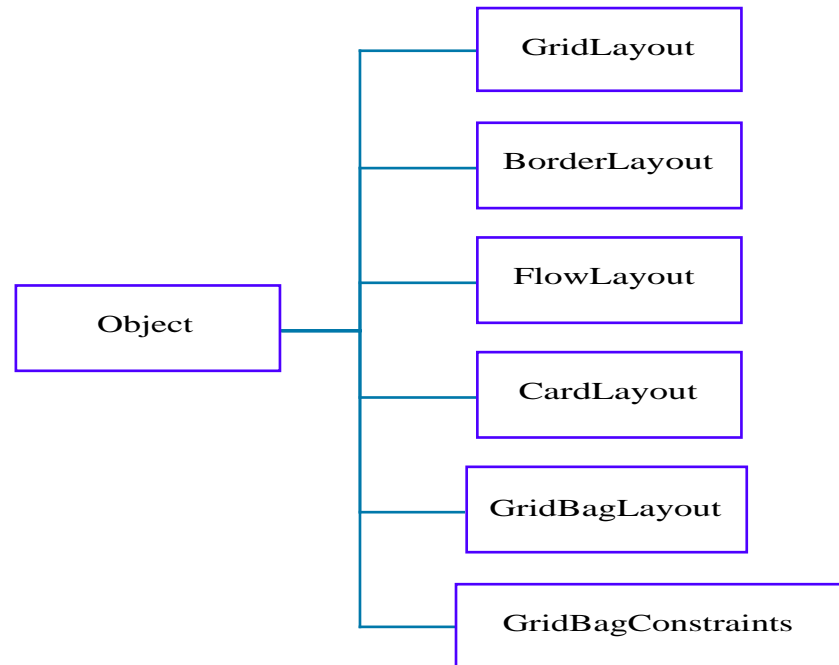 Object
GridLayout
BorderLayout
FlowLayout
CardLayout
GridBagLayout
GridBagConstraints